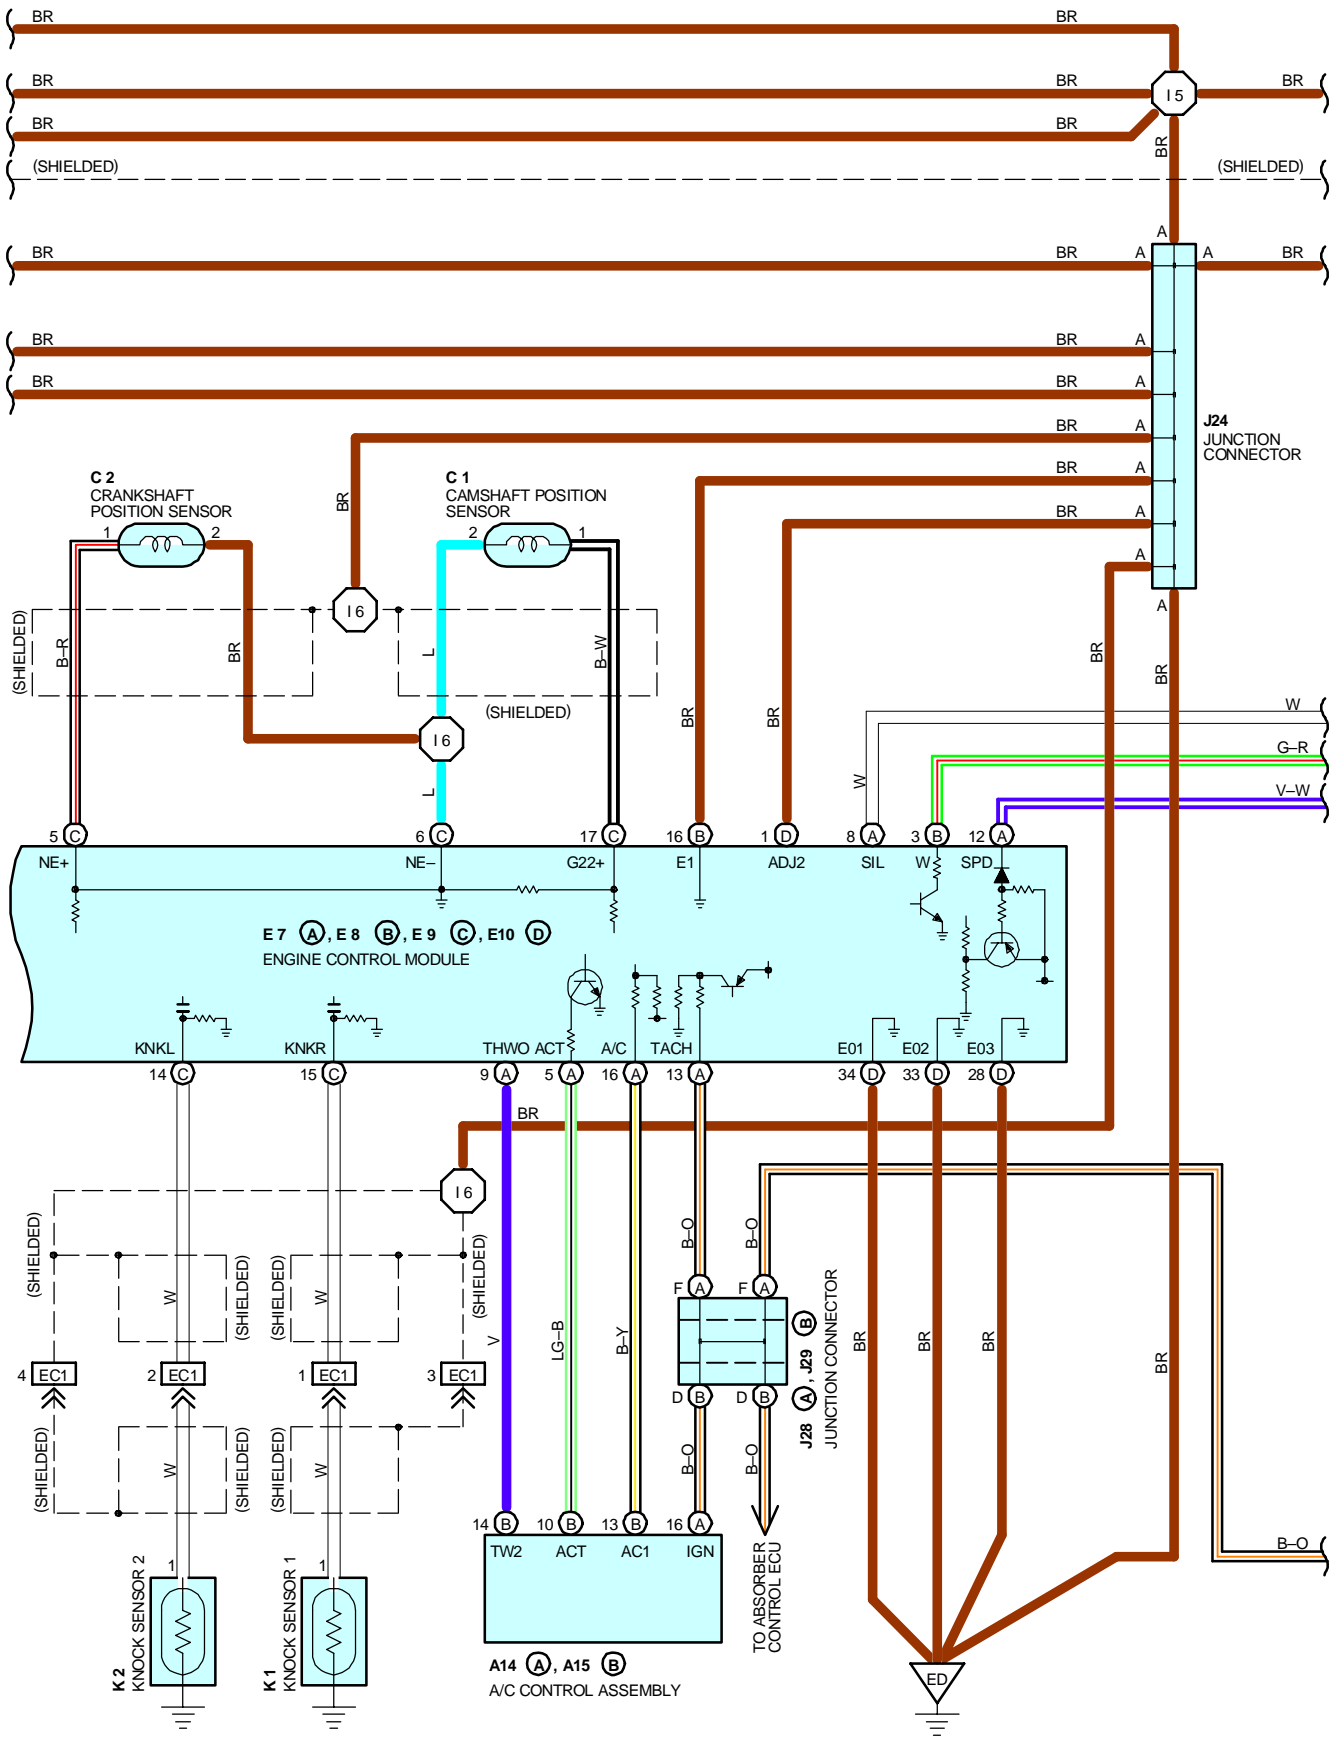 BR
BR
BR
BR
I 5
BR
BR
BR
BR
(SHIELDED)
(SHIELDED)
A
BR
BR
A
A
BR
BR
BR
A
BR
BR
A
BR
A
J24
JUNCTION
CONNECTOR
BR
A
BR
A
A
A
C 2
CRANKSHAFT
POSITION SENSOR
1
2
BR
C 1
CAMSHAFT POSITION
SENSOR
2
1
I 6
(SHIELDED)
B–R
BR
L
B–W
(SHIELDED)
BR
BR
I 6
L
BR
BR
W
W
G–R
V–W
5 C
6 C
17 C
16 B
1 D
8 A
3 B
12 A
NE+
NE–
G22+
E1
ADJ2
SIL
W
SPD
E 7 A , E 8 B , E 9 C , E10 D
ENGINE CONTROL MODULE
KNKL
KNKR
THWO
ACT
A/C
TACH
E01
E02
E03
14 C
15 C
9 A
5 A
16 A
13 A
34 D
33 D
28 D
BR
I 6
(SHIELDED)
W
(SHIELDED)
(SHIELDED)
W
(SHIELDED)
V
LG–B
B–Y
B–O
B–O
F A
F A
D B
D B
J28 A , J29 B
JUNCTION CONNECTOR
BR
BR
BR
BR
4 EC1
2 EC1
1 EC1
3 EC1
(SHIELDED)
W
(SHIELDED)
(SHIELDED)
W
(SHIELDED)
B–O
B–O
14 B
10 B
13 B
16 A
TW2
ACT
AC1
IGN
TO ABSORBER
CONTROL ECU
B–O
1
K 2
KNOCK SENSOR 2
1
K 1
KNOCK SENSOR 1
A14 A , A15 B
A/C CONTROL ASSEMBLY
ED